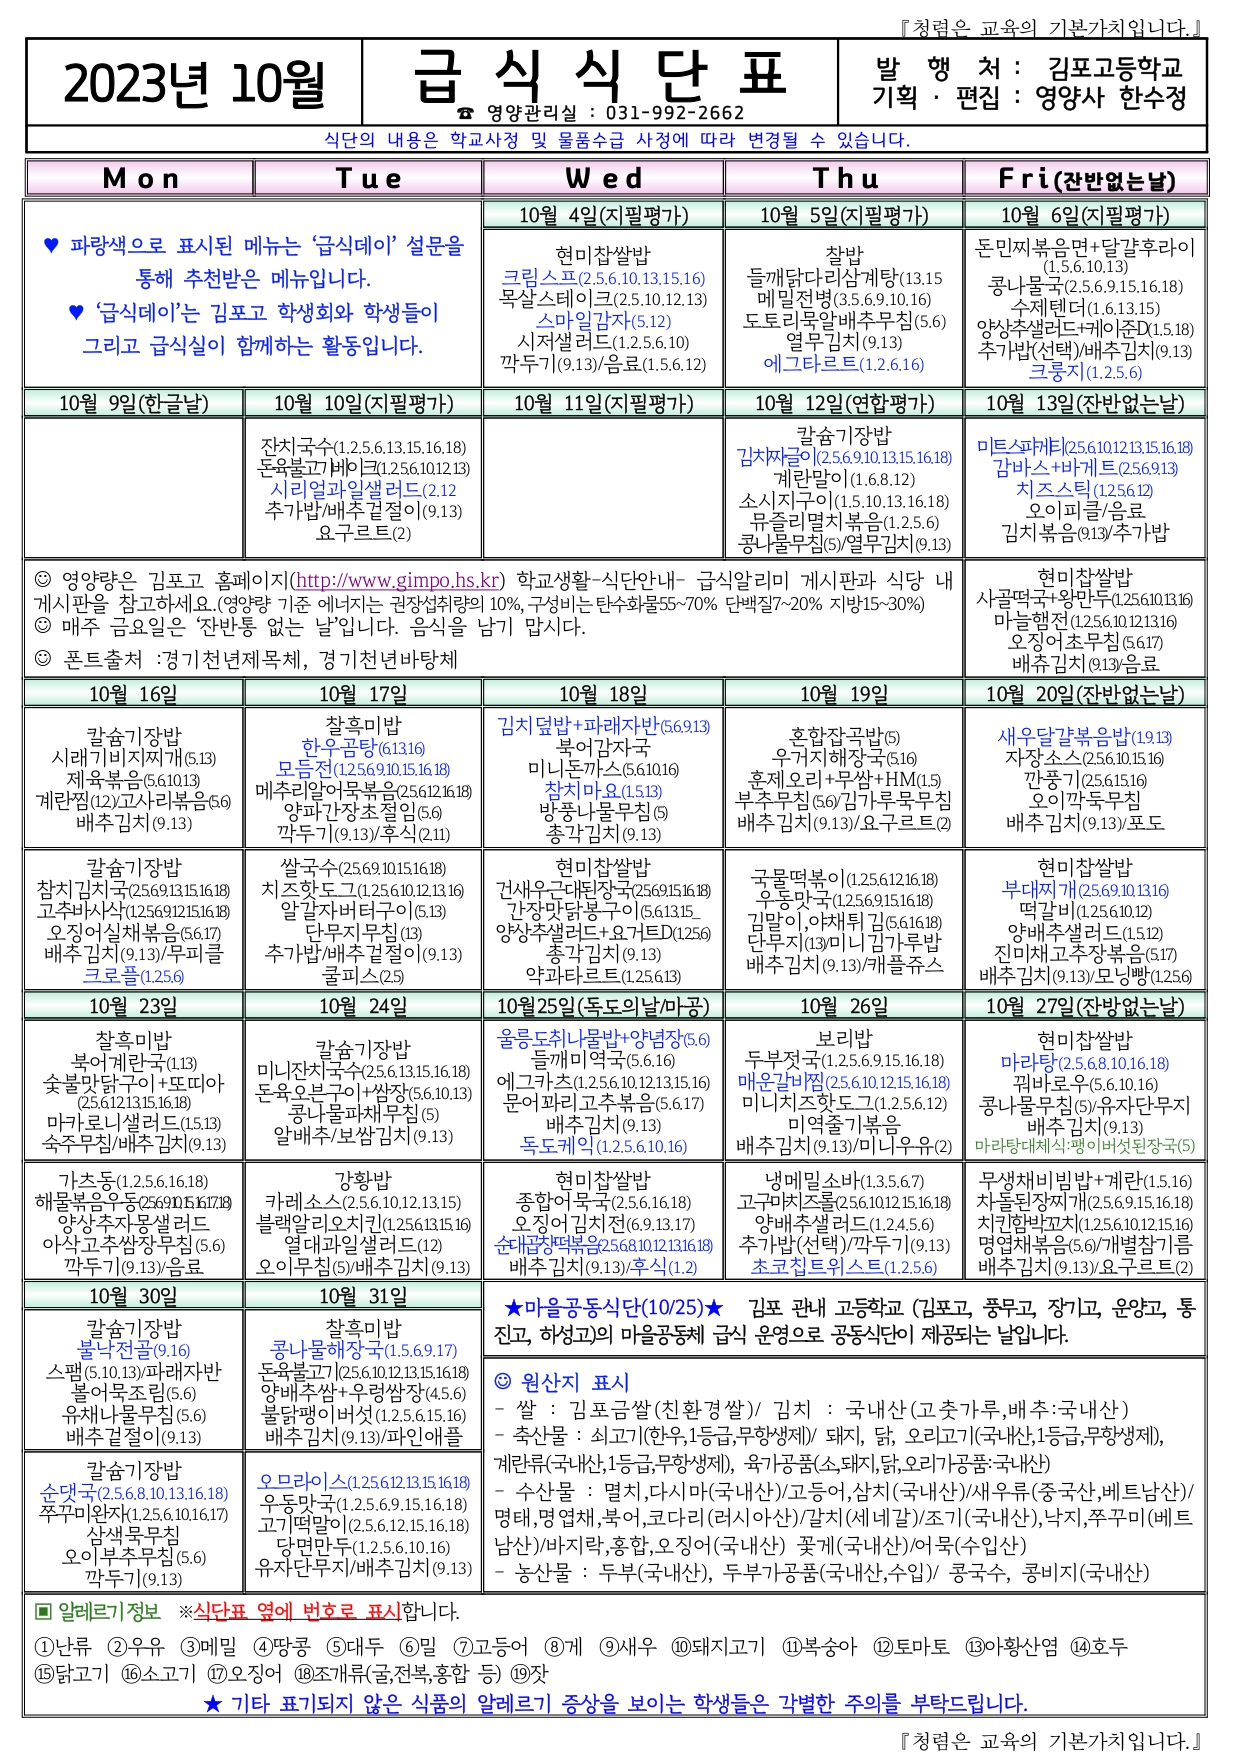 『청렴은 교육의 기본가치입니다.』
2023년 10월
급 식 식 단 표
☎ 영양관리실 : 031-992-2662
발 행 처 : 김포고등학교
기획 · 편집 : 영양사 한수정
식단의 내용은 학교사정 및 물품수급 사정에 따라 변경될 수 있습니다.
Mon
Tue
Wed
Thu
Fri(잔반없는날)
♥ 파랑색으로 표시된 메뉴는 ‘급식데이’ 설문을
통해 추천받은 메뉴입니다.
♥ ‘급식데이’는 김포고 학생회와 학생들이
그리고 급식실이 함께하는 활동입니다.
10월 4일(지필평가)
현미찹쌀밥
크림스프(2.5.6.10.13.15.16)
목살스테이크(2.5.10.12.13)
스마일감자(5.12)
시저샐러드(1.2.5.6.10)
깍두기(9.13)/음료(1.5.6.12)
10월 5일(지필평가)
찰밥
들깨닭다리삼계탕(13.15
메밀전병(3.5.6.9.10.16)
도토리묵알배추무침(5.6)
열무김치(9.13)
에그타르트(1.2.6.16)
10월 6일(지필평가)
돈민찌볶음면+달걀후라이
(1.5.6.10.13)
콩나물국(2.5.6.9.15.16.18)
수제텐더(1.6.13.15)
양상추샐러드+케이준D(1.5.18)
추가밥(선택)/배추김치(9.13)
크룽지(1.2.5.6)
10월 9일(한글날)
10월 10일(지필평가)
잔치국수(1.2.5.6.13.15.16.18)
돈육불고기베이크(1.2.5.6.10.12.13)
시리얼과일샐러드(2.12
추가밥/배추겉절이(9.13)
요구르트(2)
10월 11일(지필평가)
10월 12일(연합평가)
칼슘기장밥
김치짜글이(2.5.6.9.10.13.15.16.18)
계란말이(1.6.8.12)
소시지구이(1.5.10.13.16.18)
뮤즐리멸치볶음(1.2.5.6)
콩나물무침(5)/열무김치(9.13)
10월 13일(잔반없는날)
미트스파게티(2.5.6.10.12.13.15.16.18)
감바스+바게트(2.5.6.9.13)
치즈스틱(1.2.5.6.12)
오이피클/음료
김치볶음(9.13)/추가밥
☺ 영양량은 김포고 홈페이지(http://www.gimpo.hs.kr) 학교생활-식단안내- 급식알리미 게시판과 식당 내
게시판을 참고하세요.(영양량 기준 에너지는 권장섭취량의 10%, 구성비는 탄수화물55~70% 단백질7~20% 지방15~30%)
☺ 매주 금요일은 ‘잔반통 없는 날’입니다. 음식을 남기 맙시다.
☺ 폰트출처 :경기천년제목체, 경기천년바탕체
현미찹쌀밥
사골떡국+왕만두(1.2.5.6.10.13.16)
마늘햄전(1.2.5.6.10.12.13.16)
오징어초무침(5.6.17)
배츄김치(9.13)/음료
10월 16일
칼슘기장밥
시래기비지찌개(5.13)
제육볶음(5.6.10.13)
계란찜(1.2)/고사리볶음(5.6)
배추김치(9.13)
10월 17일
찰흑미밥
한우곰탕(6.13.16)
모듬전(1.2.5.6.9.10.15.16.18)
메추리알어묵볶음(2.5.6.12.16.18)
양파간장초절임(5.6)
깍두기(9.13)/후식(2.11)
10월 18일
김치덮밥+파래자반(5.6.9.13)
북어감자국
미니돈까스(5.6.10.16)
참치마요(1.5.13)
방풍나물무침(5)
총각김치(9.13)
10월 19일
혼합잡곡밥(5)
우거지해장국(5.16)
훈제오리+무쌈+HM(1.5)
부추무침(5.6)/김가루묵무침
배추김치(9.13)/요구르트(2)
10월 20일(잔반없는날)
새우달걀볶음밥(1.9.13)
자장소스(2.5.6.10.15.16)
깐풍기(2.5.6.15.16)
오이깍둑무침
배추김치(9.13)/포도
칼슘기장밥
참치김치국(2.5.6.9.13.15.16.18)
고추바사삭(1.2.5.6.9.12.15.16.18)
오징어실채볶음(5.6.17)
배추김치(9.13)/무피클
크로플(1.2.5.6)
쌀국수(2.5.6.9.10.15.16.18)
치즈핫도그(1.2.5.6.10.12.13.16)
알감자버터구이(5.13)
단무지무침(13)
추가밥/배추겉절이(9.13)
쿨피스(2.5)
현미찹쌀밥
건새우근대된장국(2.5.6.9.15.16.18)
간장맛닭봉구이(5.6.13.15_
양상추샐러드+요거트D(1.2.5.6)
총각김치(9.13)
약과타르트(1.2.5.6.13)
국물떡볶이(1.2.5.6.12.16.18)
우동맛국(1.2.5.6.9.15.16.18)
김말이,야채튀김(5.6.16.18)
단무지(13)/미니김가루밥
배추김치(9.13)/캐플쥬스
현미찹쌀밥
부대찌개(2.5.6.9.10.13.16)
떡갈비(1.2.5.6.10.12)
양배추샐러드(1.5.12)
진미채고추장볶음(5.17)
배추김치(9.13)/모닝빵(1.2.5.6)
10월 23일
찰흑미밥
북어계란국(1.13)
숯불맛닭구이+또띠아
(2.5.6.12.13.15.16.18)
마카로니샐러드(1.5.13)
숙주무침/배추김치(9.13)
10월 24일
칼슘기장밥
미니잔치국수(2.5.6.13.15.16.18)
돈육오븐구이+쌈장(5.6.10.13)
콩나물파채무침(5)
알배추/보쌈김치(9.13)
10월25일(독도의날/마공)
울릉도취나물밥+양념장(5.6)
들깨미역국(5.6.16)
에그카츠(1.2.5.6.10.12.13.15.16)
문어꽈리고추볶음(5.6.17)
배추김치(9.13)
독도케익(1.2.5.6.10.16)
10월 26일
보리밥
두부젓국(1.2.5.6.9.15.16.18)
매운갈비찜(2.5.6.10.12.15.16.18)
미니치즈핫도그(1.2.5.6.12)
미역줄기볶음
배추김치(9.13)/미니우유(2)
10월 27일(잔방없는날)
현미찹쌀밥
마라탕(2.5.6.8.10.16.18)
꿔바로우(5.6.10.16)
콩나물무침(5)/유자단무지
배추김치(9.13)
마라탕대체식:팽이버섯된장국(5)
가츠동(1.2.5.6.16.18)
해물볶음우동(2.5.6.9.10.15.16.17.18)
양상추자몽샐러드
아삭고추쌈장무침(5.6)
깍두기(9.13)/음료
강황밥
카레소스(2.5.6.10.12.13.15)
블랙알리오치킨(1.2.5.6.13.15.16)
열대과일샐러드(12)
오이무침(5)/배추김치(9.13)
현미찹쌀밥
종합어묵국(2.5.6.16.18)
오징어김치전(6.9.13.17)
순대곱창떡볶음(2.5.6.8.10.12.13.16.18)
배추김치(9.13)/후식(1.2)
냉메밀소바(1.3.5.6.7)
고구마치즈롤(2.5.6.10.12.15.16.18)
양배추샐러드(1.2.4.5.6)
추가밥(선택)/깍두기(9.13)
초코칩트위스트(1.2.5.6)
무생채비빔밥+계란(1.5.16)
차돌된장찌개(2.5.6.9.15.16.18)
치킨함박꼬치(1.2.5.6.10.12.15.16)
명엽채볶음(5.6)/개별참기름
배추김치(9.13)/요구르트(2)
10월 30일
칼슘기장밥
불낙전골(9.16)
스팸(5.10.13)/파래자반
볼어묵조림(5.6)
유채나물무침(5.6)
배추겉절이(9.13)
10월 31일
찰흑미밥
콩나물해장국(1.5.6.9.17)
돈육불고기(2.5.6.10.12.13.15.16.18)
양배추쌈+우렁쌈장(4.5.6)
불닭팽이버섯(1.2.5.6.15.16)
배추김치(9.13)/파인애플
★마을공동식단(10/25)★ 김포 관내 고등학교 (김포고, 풍무고, 장기고, 운양고, 통
진고, 하성고)의 마을공동체 급식 운영으로 공동식단이 제공되는 날입니다.
칼슘기장밥
순댓국(2.5.6.8.10.13.16.18)
쭈꾸미완자(1.2.5.6.10.16.17)
삼색묵무침
오이부추무침(5.6)
깍두기(9.13)
오므라이스(1.2.5.6.12.13.15.16.18)
우동맛국(1.2.5.6.9.15.16.18)
고기떡말이(2.5.6.12.15.16.18)
당면만두(1.2.5.6.10.16)
유자단무지/배추김치(9.13)
☺ 원산지 표시
- 쌀 : 김포금쌀(친환경쌀)/ 김치 : 국내산(고춧가루,배추:국내산)
- 축산물 : 쇠고기(한우,1등급,무항생제)/ 돼지, 닭, 오리고기(국내산,1등급,무항생제),
계란류(국내산,1등급,무항생제), 육가공품(소,돼지,닭,오리가공품:국내산)
- 수산물 : 멸치,다시마(국내산)/고등어,삼치(국내산)/새우류(중국산,베트남산)/
명태,명엽채,북어,코다리(러시아산)/갈치(세네갈)/조기(국내산),낙지,쭈꾸미(베트
남산)/바지락,홍합,오징어(국내산) 꽃게(국내산)/어묵(수입산)
- 농산물 : 두부(국내산), 두부가공품(국내산,수입)/ 콩국수, 콩비지(국내산)
▣ 알레르기정보 ※식단표 옆에 번호로 표시합니다.
①난류 ②우유 ③메밀 ④땅콩 ⑤대두 ⑥밀 ⑦고등어 ⑧게 ⑨새우 ⑩돼지고기 ⑪복숭아 ⑫토마토 ⑬아황산염 ⑭호두
⑮닭고기 ⑯소고기 ⑰오징어 ⑱조개류(굴,전복,홍합 등) ⑲잣
★ 기타 표기되지 않은 식품의 알레르기 증상을 보이는 학생들은 각별한 주의를 부탁드립니다.
『청렴은 교육의 기본가치입니다.』